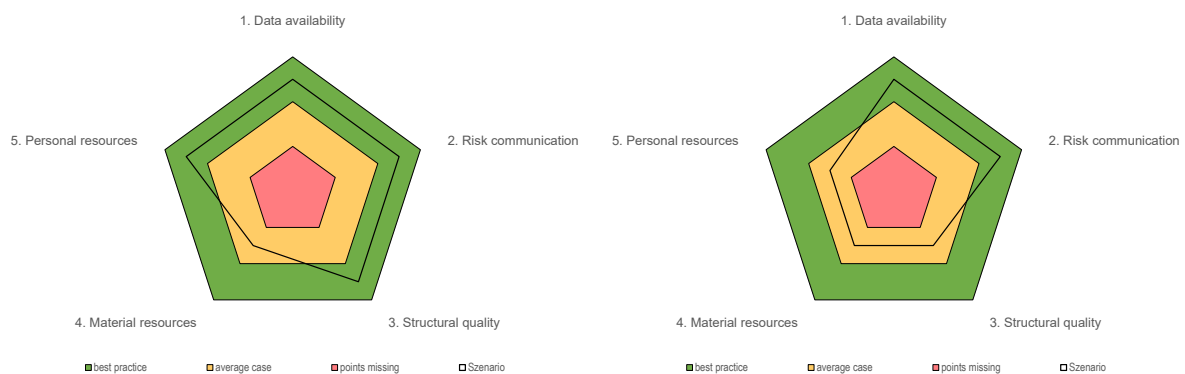 1. Data availability
5. Personal resources
2. Risk communication
4. Material resources
3. Structural quality
best practice
average case
points missing
Szenario
1. Data availability
5. Personal resources
2. Risk communication
4. Material resources
3. Structural quality
best practice
average case
points missing
Szenario